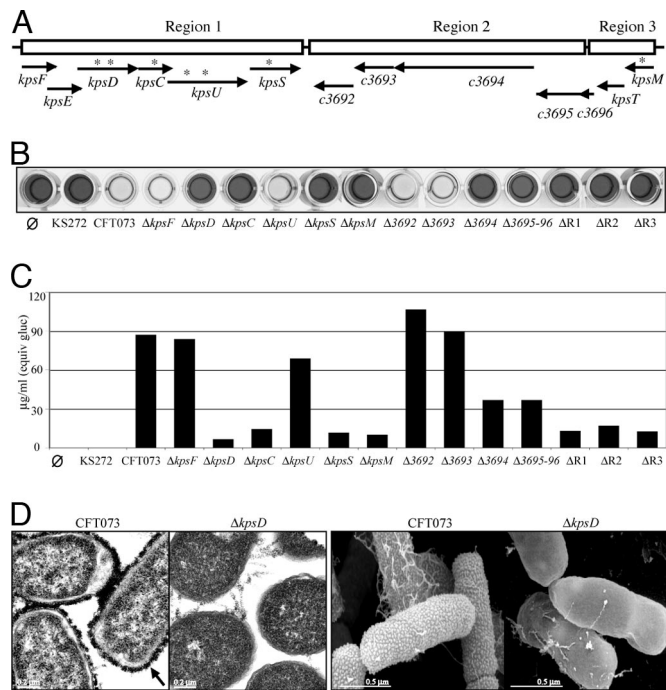 A
Region 1 Region 2 Region 3
* * * * * * *
kpsF kpsE kpsD kpsC kpsU kpsS c3692 c3693 c3694 c3695 c3696 kpsT kpsM
B
Ø KS272 CFT073 ΔkpsF ΔkpsD ΔkpsC ΔkpsU ΔkpsS ΔkpsM Δ3692 Δ3693 Δ3694 Δ3695-96 ΔR1 ΔR2 ΔR3
C
µg/ml (equiv gluc)
120
90
60
30
0
Ø KS272 CFT073 ΔkpsF ΔkpsD ΔkpsC ΔkpsU ΔkpsS ΔkpsM Δ3692 Δ3693 Δ3694 Δ3695-96 ΔR1 ΔR2 ΔR3
D
CFT073 ΔkpsD CFT073 ΔkpsD
0.2 µm 0.2 µm 0.5 µm 0.5 µm